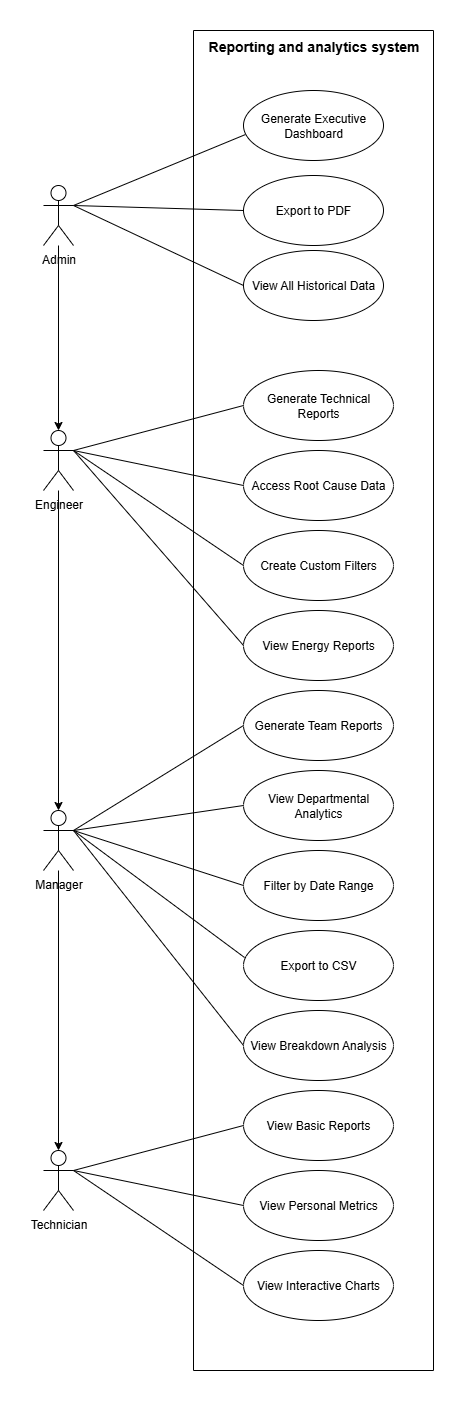 Reporting and analytics system
Generate Executive
Dashboard
Export to PDF
Admin
View All Historical Data
Generate Technical
Reports
Engineer
Access Root Cause Data
Create Custom Filters
View Energy Reports
Generate Team Reports
View Departmental
Analytics
Manager
Filter by Date Range
Export to CSV
View Breakdown Analysis
View Basic Reports
View Personal Metrics
Technician
View Interactive Charts